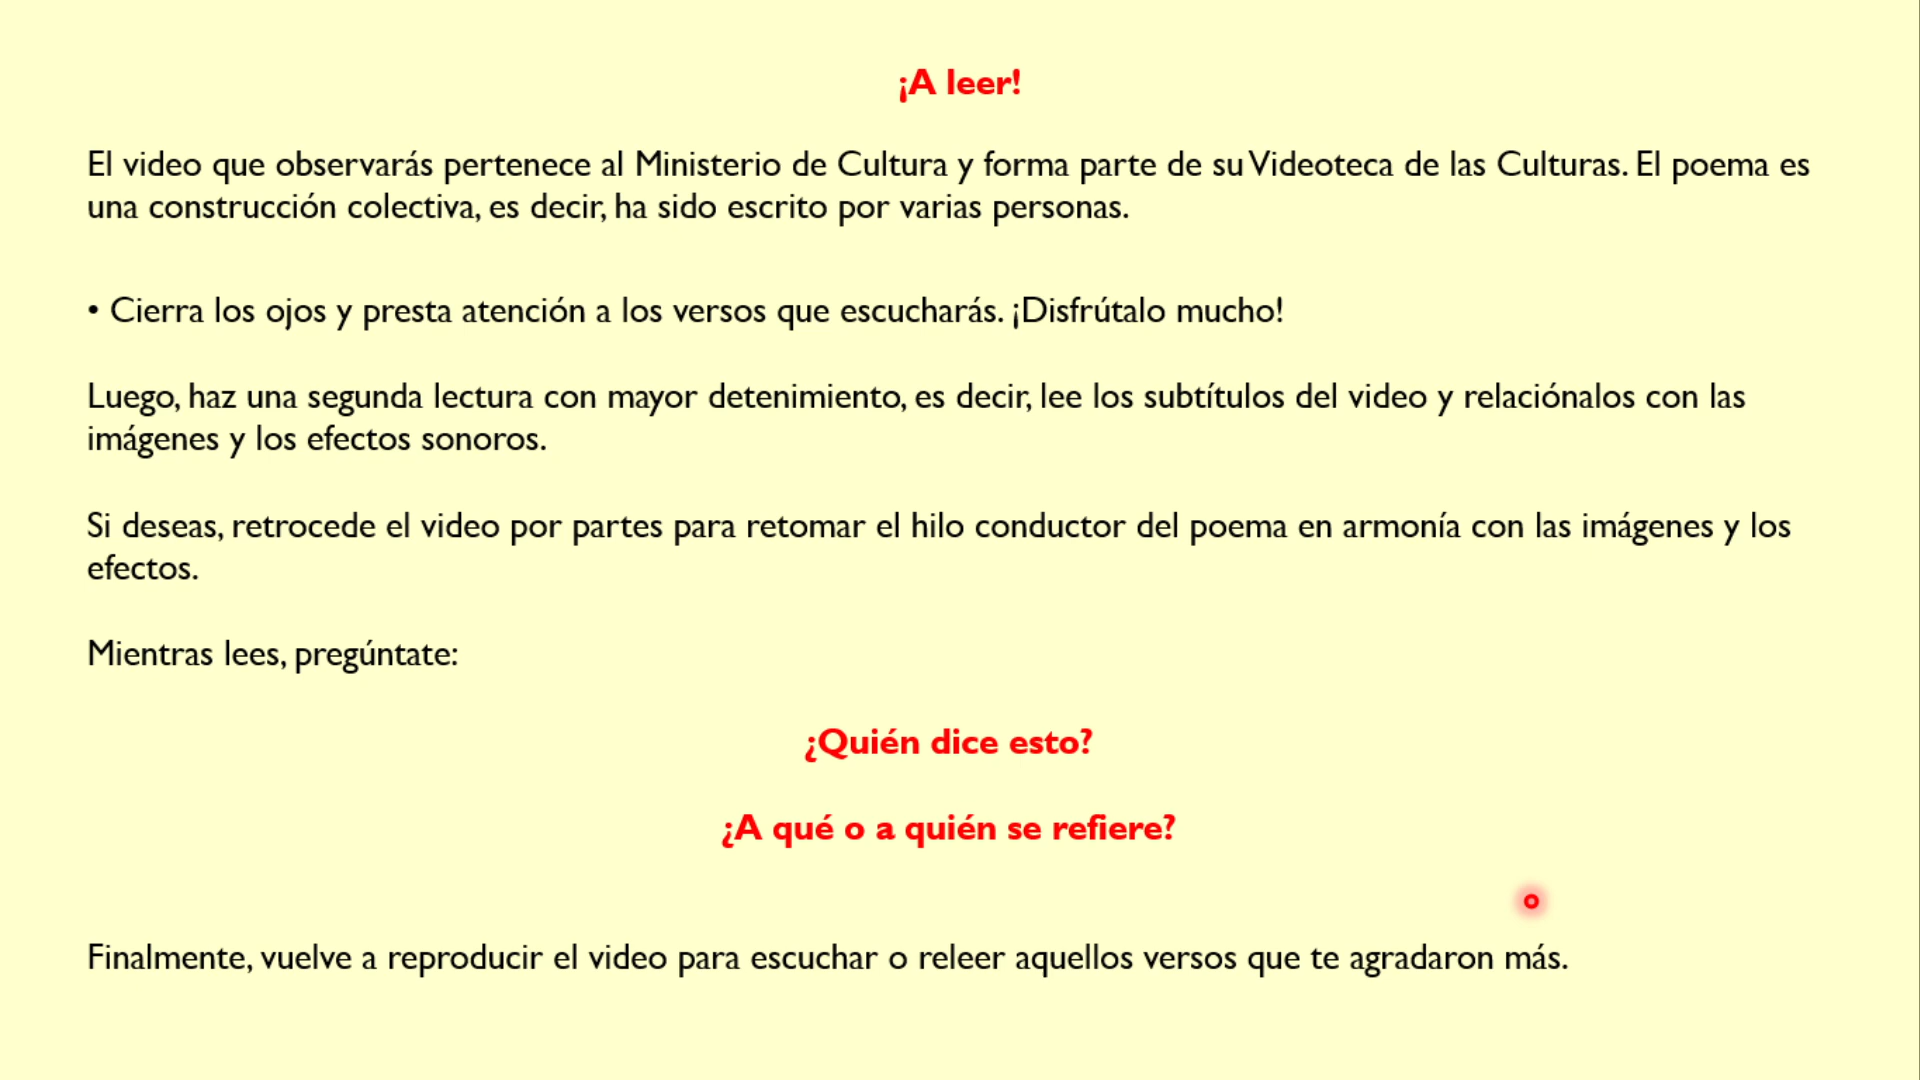 ¡A leer!
El video que observarás pertenece al Ministerio de Cultura y forma parte de su Videoteca de las Culturas. El poema es
una construcción colectiva, es decir, ha sido escrito por varias personas.
• Cierra los ojos y presta atención a los versos que escucharás. ¡Disfrútalo mucho!
Luego, haz una segunda lectura con mayor detenimiento, es decir, lee los subtítulos del video y relaciónalos con las
imágenes y los efectos sonoros.
Si deseas, retrocede el video por partes para retomar el hilo conductor del poema en armonía con las imágenes y los
efectos.
Mientras lees, pregúntate:
¿Quién dice esto?
¿A qué o a quién se refiere?
Finalmente, vuelve a reproducir el video para escuchar o releer aquellos versos que te agradaron más.